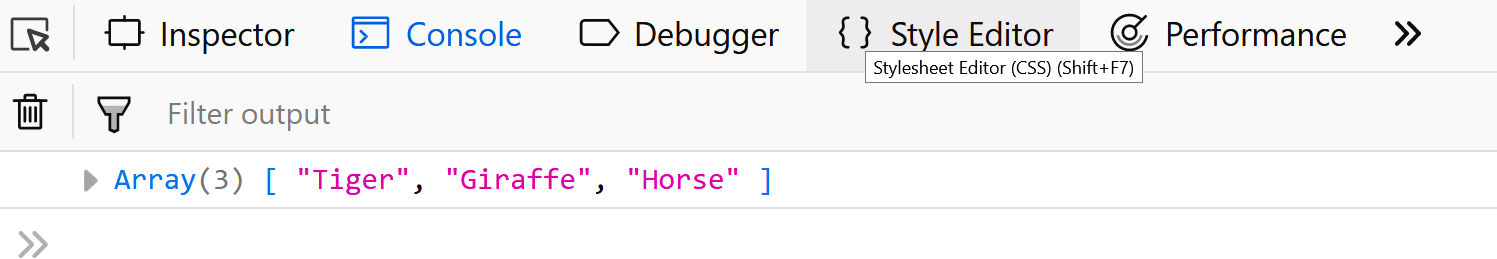 Inspector Console Debugger { } Style Editor Performance »
Stylesheet Editor (CSS) (Shift+F7)
Filter output
Array(3) [ "Tiger", "Giraffe", "Horse" ]
»